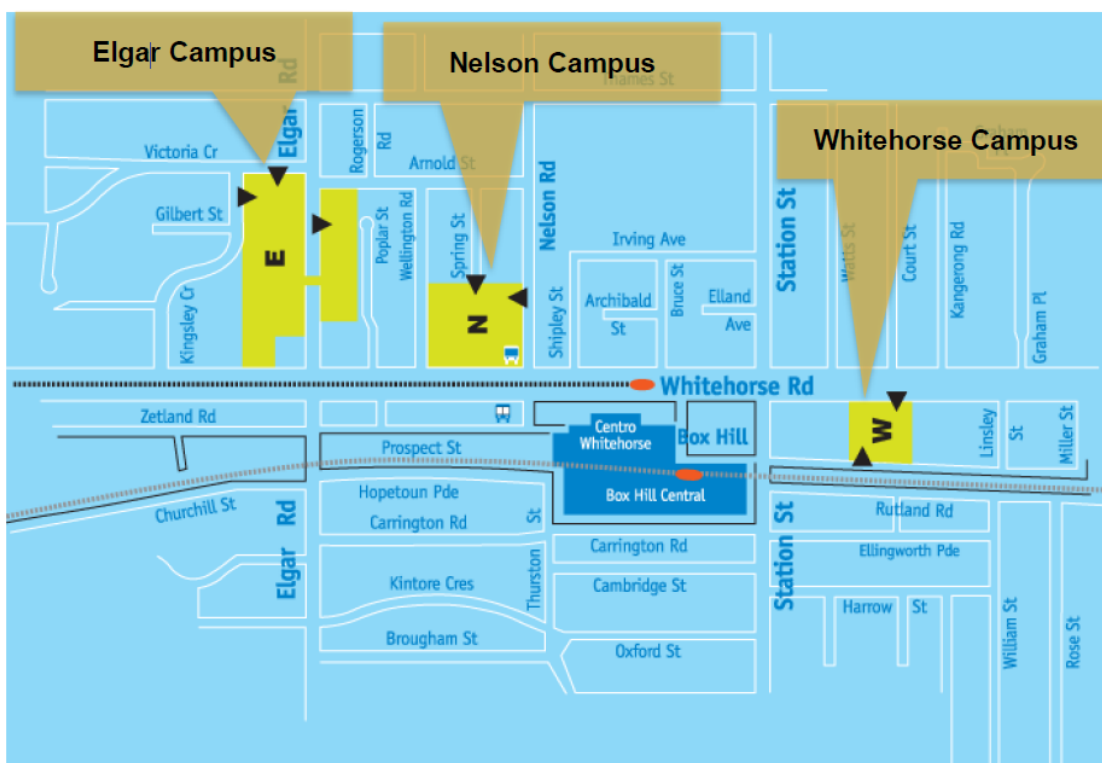 Elgar Campus
Nelson Campus
Whitehorse Campus
Thames St
Elgar Rd
Rogerson
Rd
Victoria Cr
Arnold St
Nelson Rd
Station St
Watts St
Court St
Kangerong Rd
Graham
Graham Pl
Gilbert St
Kingsley Cr
E
Poplar St
Wellington Rd
Spring St
N
Shipley St
Irving Ave
Archibald
St
Bruce St
Elland
Ave
Whitehorse Rd
Zetland Rd
Prospect St
Centro
Whitehorse
Box Hill
Box Hill Central
W
Linsley
St
Miller St
Churchill St
Elgar Rd
Hopetoun Pde
Carrington Rd
Kintore Cres
Brougham St
Thurston
St
Carrington Rd
Cambridge St
Oxford St
Station St
Rutland Rd
Ellingworth Pde
Harrow St
William St
Rose St